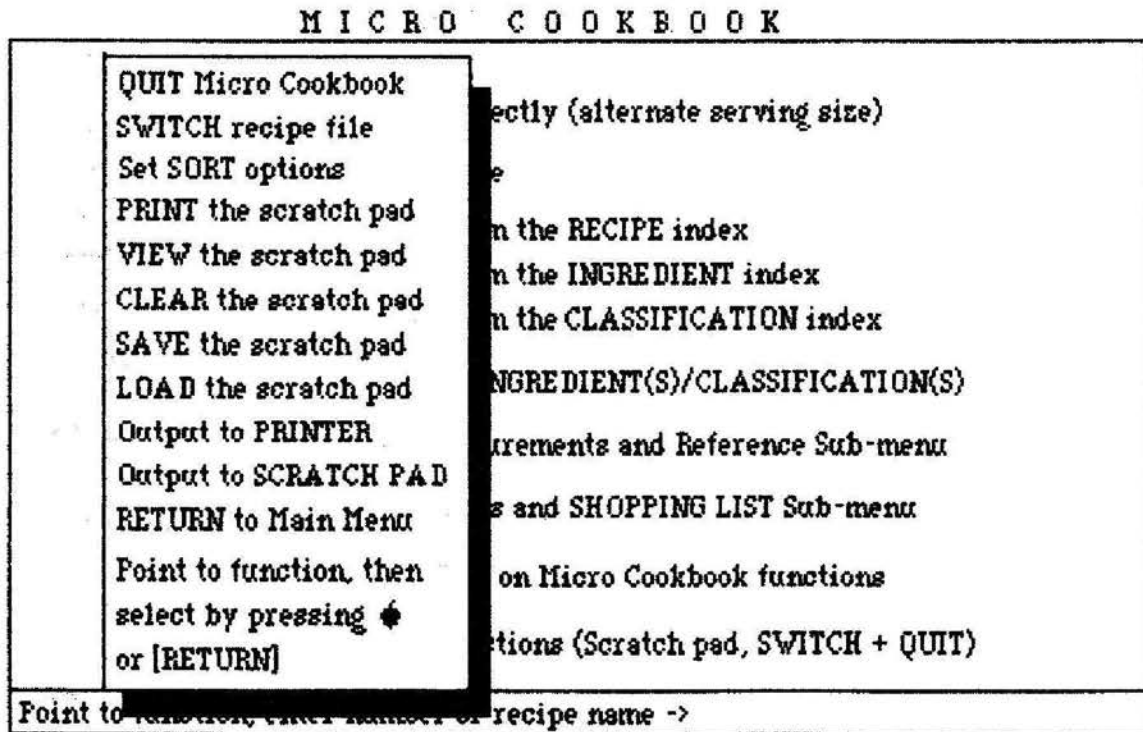 MICRO COOKBOOK
QUIT Micro Cookbook
SWITCH recipe file
Set SORT options
PRINT the scratch pad
VIEW the scratch pad
CLEAR the scratch pad
SAVE the scratch pad
LOAD the scratch pad
Output to PRINTER
Output to SCRATCH PAD
RETURN to Main Menu
Point to function, then
select by pressing
or [RETURN]
ectly (alternate serving size)
e
n the RECIPE index
n the INGREDIENT index
n the CLASSIFICATION index
NGREDIENT(S)/CLASSIFICATION(S)
urements and Reference Sub-menu
s and SHOPPING LIST Sub-menu
on Micro Cookbook functions
tions (Scratch pad, SWITCH + QUIT)
Point to function, enter number or recipe name ->